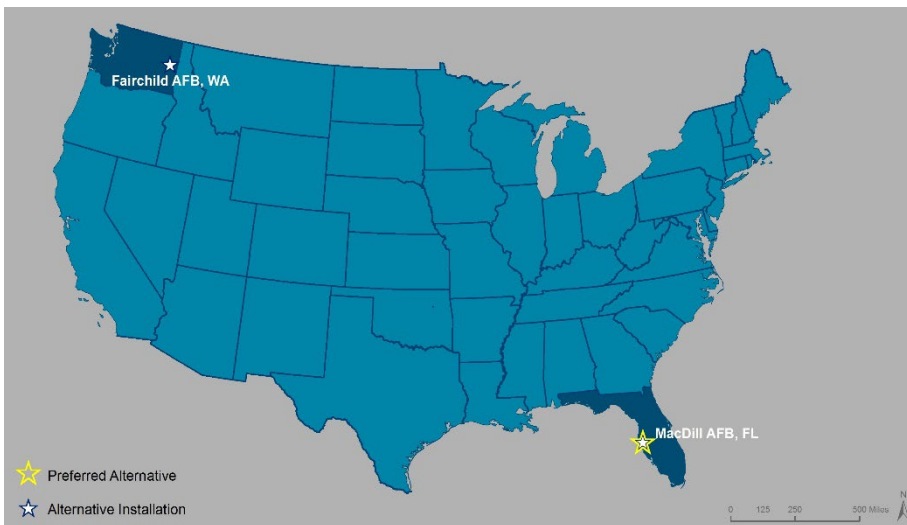 Fairchild AFB, WA
MacDill AFB, FL
Preferred Alternative
Alternative Installation
0 125 250 500 Miles
N